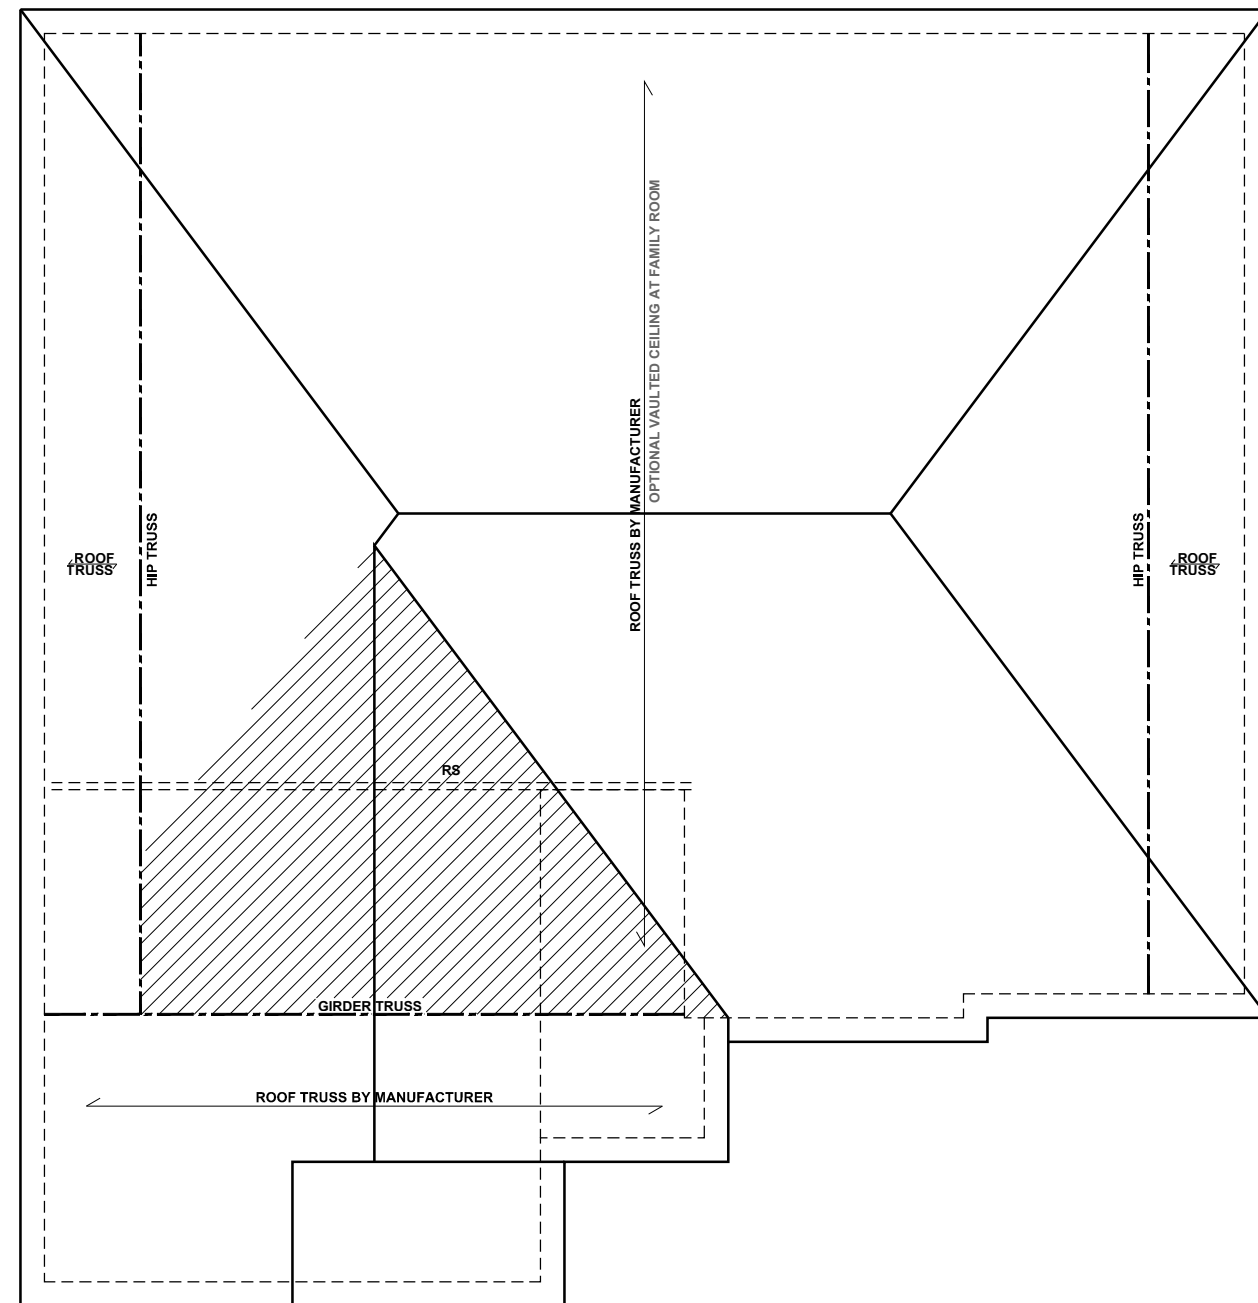 OPTIONAL VAULTED CEILING AT FAMILY ROOM
ROOF TRUSS BY MANUFACTURER
HIP TRUSS
HIP TRUSS
ROOF
TRUSS
ROOF
TRUSS
RS
GIRDER TRUSS
ROOF TRUSS BY MANUFACTURER